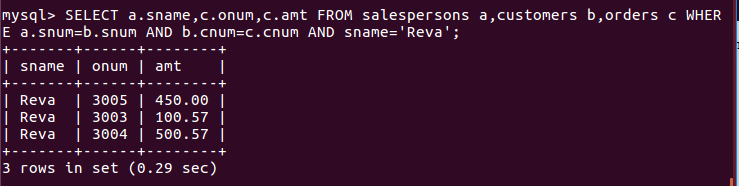 mysql> SELECT a.sname,c.onum,c.amt FROM salespersons a,customers b,orders c WHER
E a.snum=b.snum AND b.cnum=c.cnum AND sname='Reva';
+-------+------+--------+
| sname | onum | amt    |
+-------+------+--------+
| Reva  | 3005 | 450.00 |
| Reva  | 3003 | 100.57 |
| Reva  | 3004 | 500.57 |
+-------+------+--------+
3 rows in set (0.29 sec)